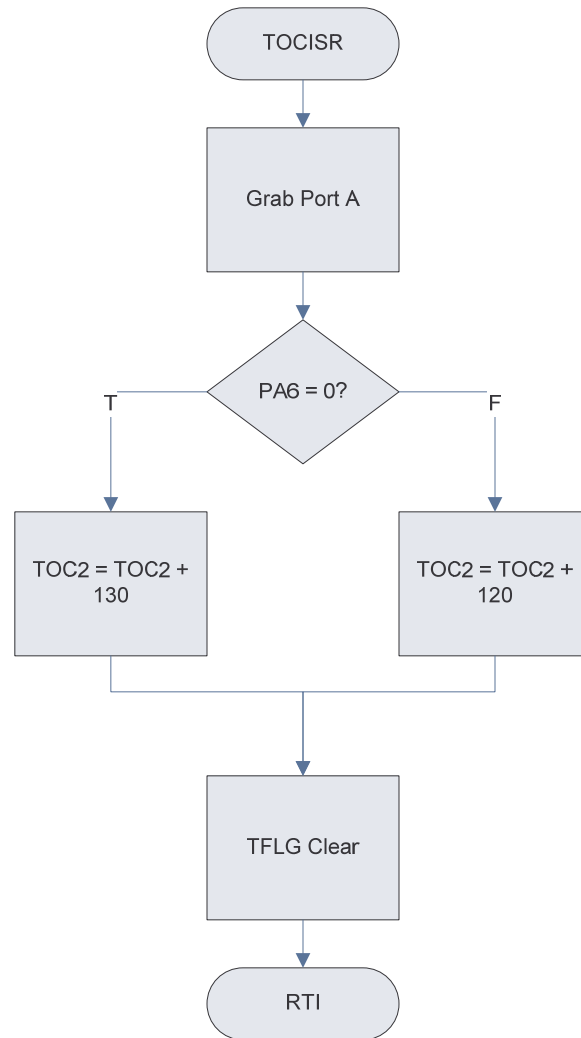 TOCISR
Grab Port A
PA6 = 0?
T
F
TOC2 = TOC2 +
130
TOC2 = TOC2 +
120
TFLG Clear
RTI